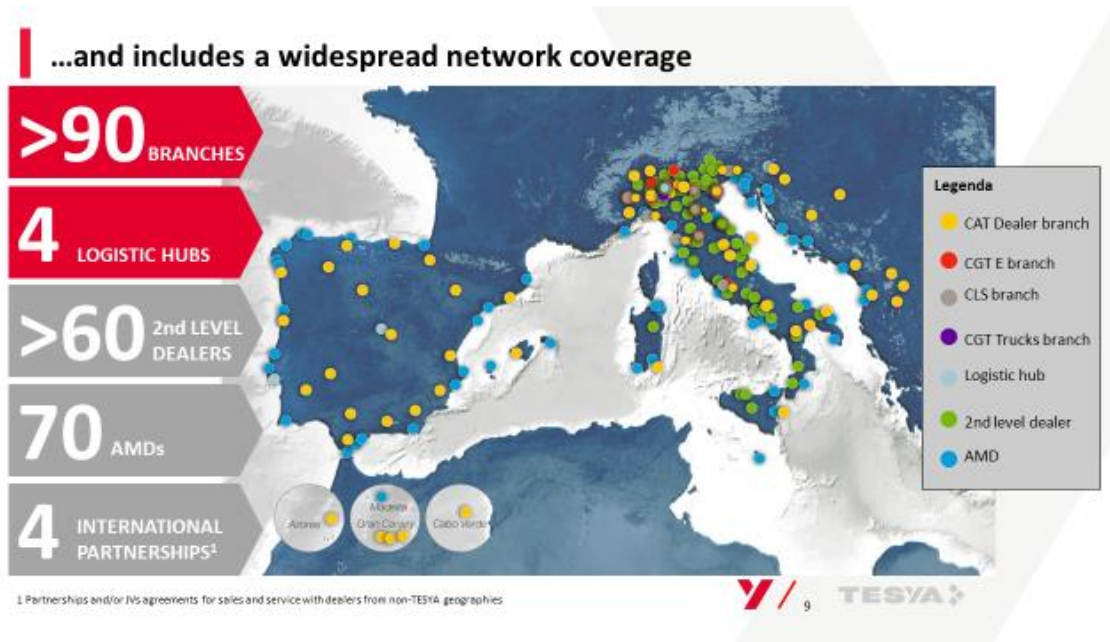 ...and includes a widespread network coverage
>90 BRANCHES
4 LOGISTIC HUBS
>60 2nd LEVEL
DEALERS
70 AMDs
4 INTERNATIONAL
PARTNERSHIPS¹
Azores
Madeira
Gran Canary
Cabo Verde
Legenda
CAT Dealer branch
CGT E branch
CLS branch
CGT Trucks branch
Logistic hub
2nd level dealer
AMD
1 Partnerships and/or JVs agreements for sales and service with dealers from non-TESYA geographies
9
TESYA